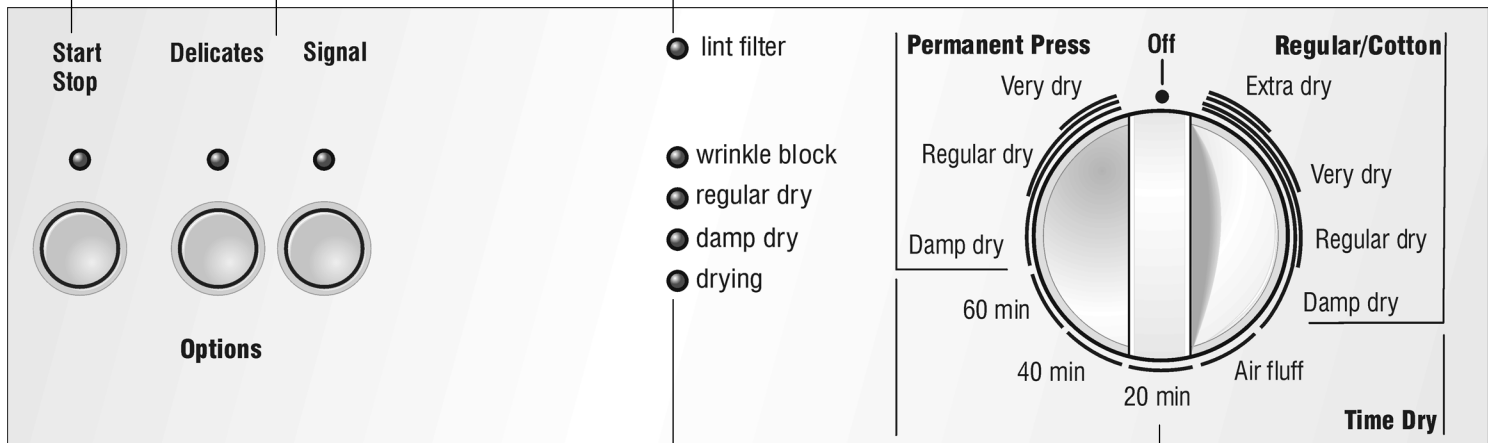 Start
Stop
Delicates
Signal
Options
lint filter
wrinkle block
regular dry
damp dry
drying
Permanent Press
Off
Regular/Cotton
Very dry
Extra dry
Regular dry
Very dry
Damp dry
Regular dry
60 min
Damp dry
40 min
20 min
Air fluff
Time Dry